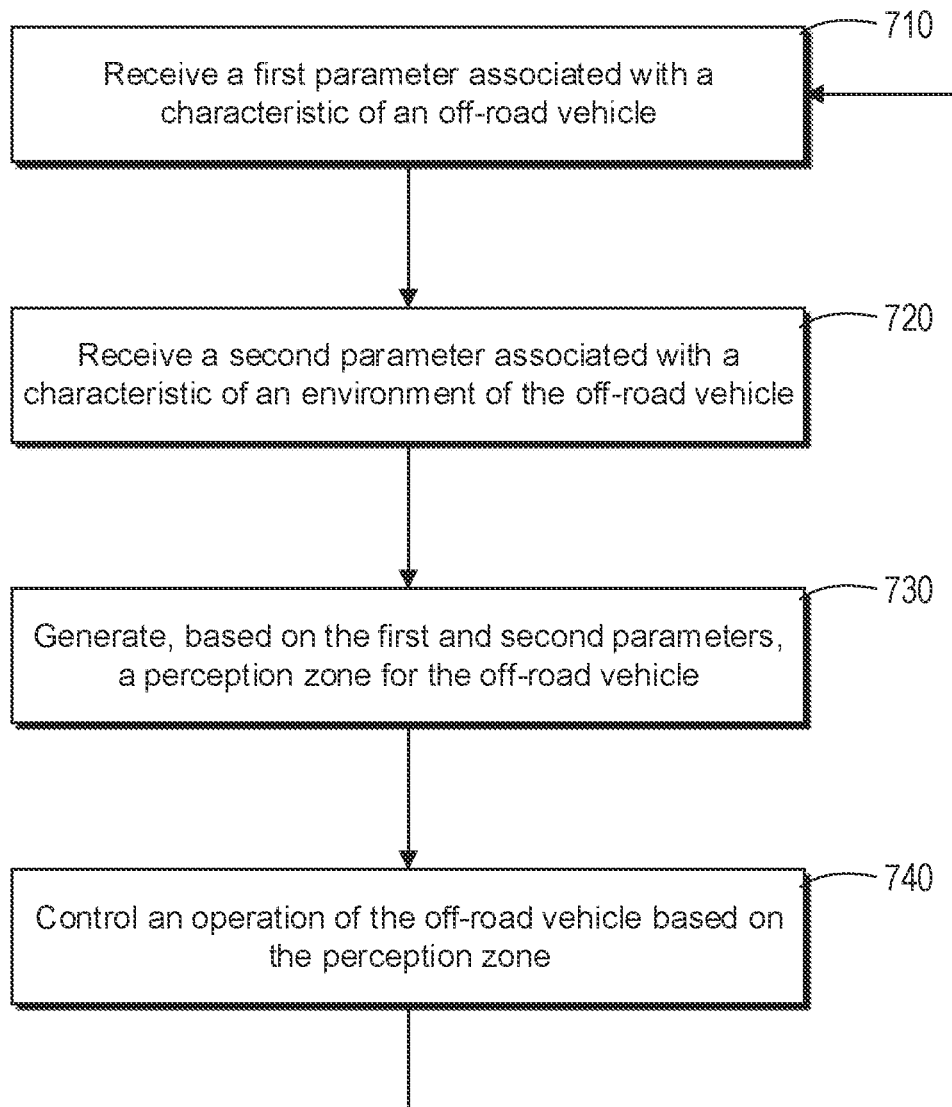 710
Receive a first parameter associated with a
characteristic of an off-road vehicle
720
Receive a second parameter associated with a
characteristic of an environment of the off-road vehicle
730
Generate, based on the first and second parameters,
a perception zone for the off-road vehicle
740
Control an operation of the off-road vehicle based on
the perception zone